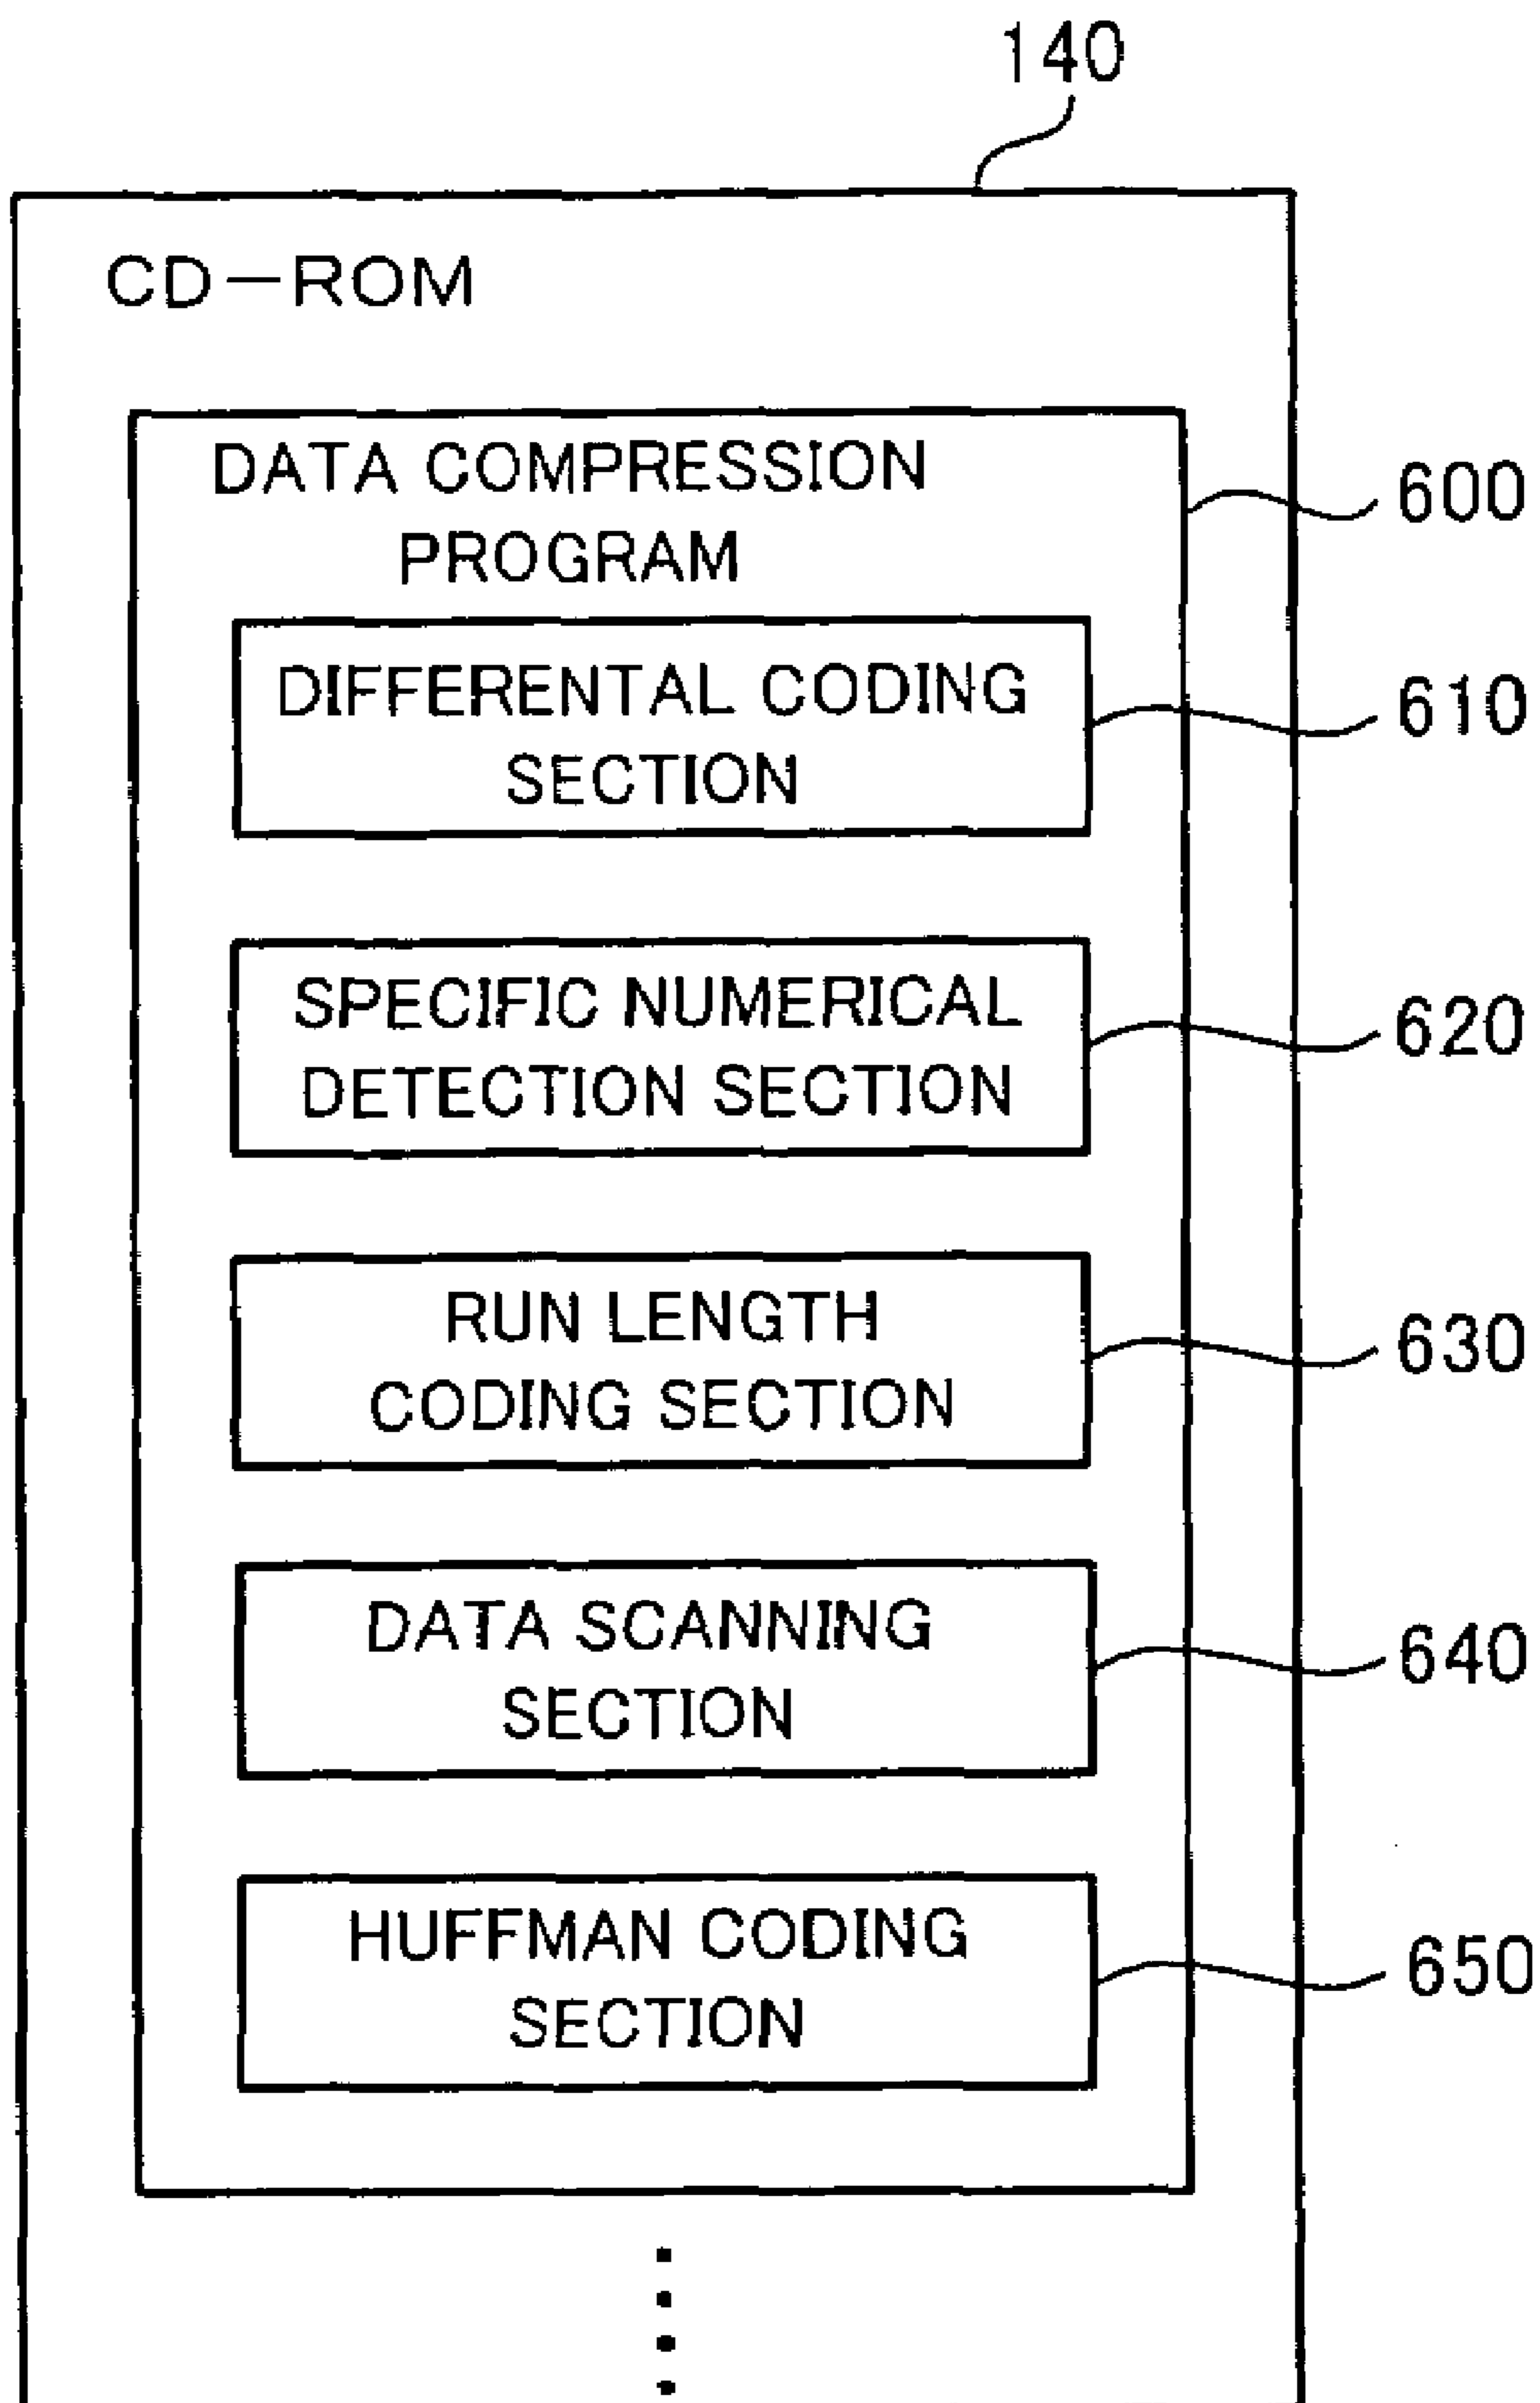 140
CD-ROM
DATA COMPRESSION
PROGRAM
600
DIFFERENTAL CODING
SECTION
610
SPECIFIC NUMERICAL
DETECTION SECTION
620
RUN LENGTH
CODING SECTION
630
DATA SCANNING
SECTION
640
HUFFMAN CODING
SECTION
650